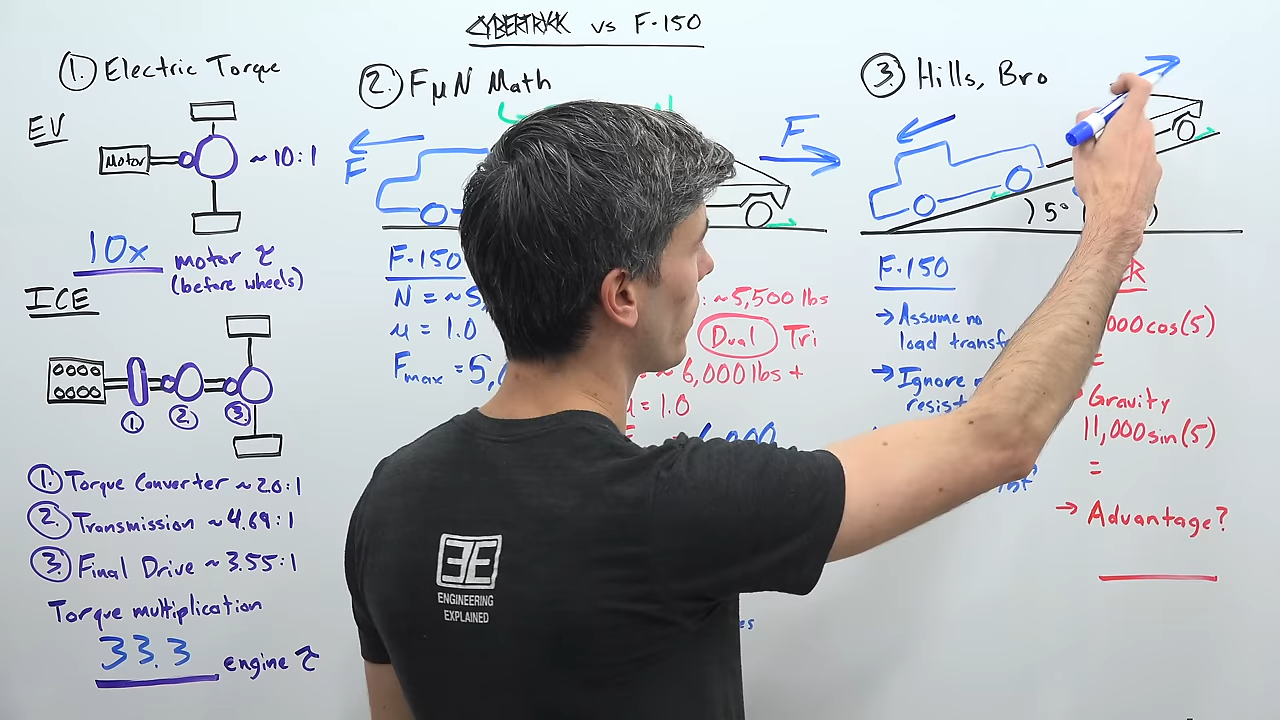 CYBERTRUCK vs F-150
1. Electric Torque
EV
Motor
~10:1
10x motor τ
(before wheels)
ICE
1. 2. 3.
1. Torque Converter ~2.0:1
2. Transmission ~4.69:1
3. Final Drive ~3.55:1
Torque multiplication
33.3 engine τ
2. FμN Math
F
F
F-150
N = ~5,
μ = 1.0
Fmax = 5,
: ~5,500 lbs
Dual Tri
~ 6,000 lbs +
μ = 1.0
6,000
3. Hills, Bro
5°
F-150
→ Assume no
load transf
→ Ignore
resist
000cos(5)
=
→ Gravity
11,000sin(5)
=
→ Advantage?
ENGINEERING
EXPLAINED